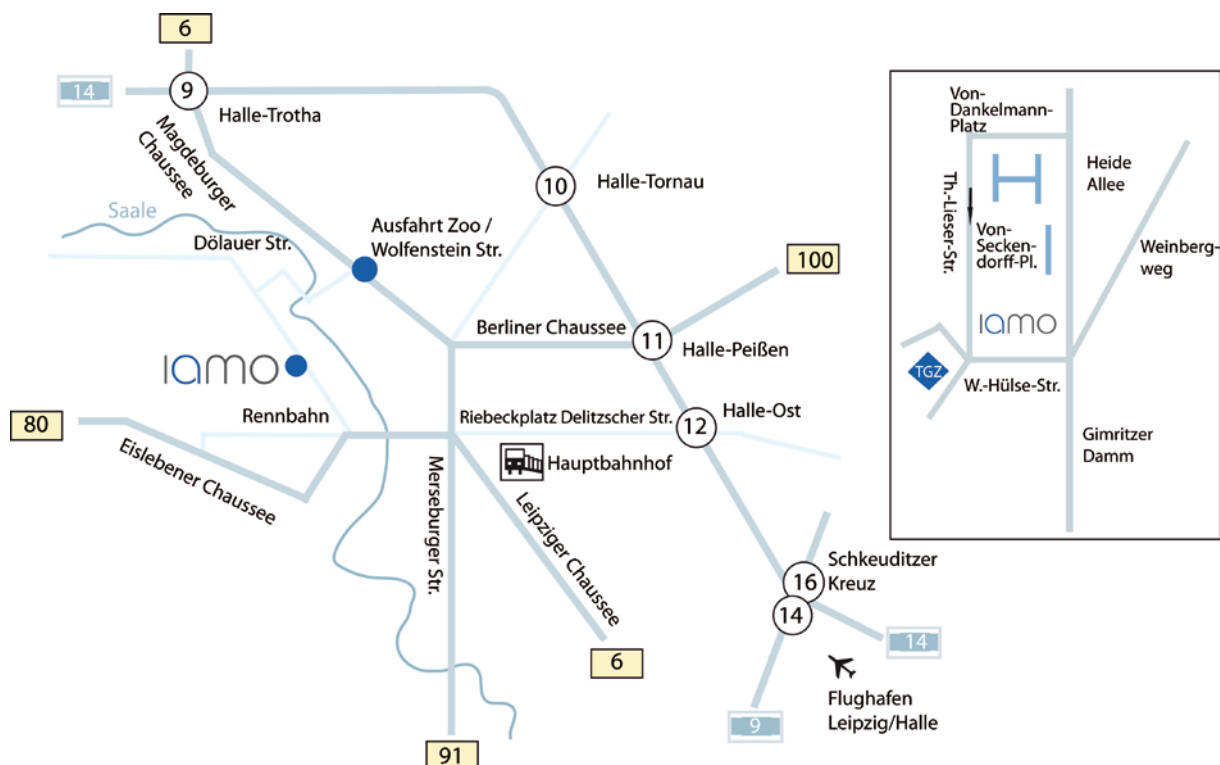 6
14
9
Halle-Trotha
Magdeburger
Chaussee
10
Halle-Tornau
Saale
Dölauer Str.
Ausfahrt Zoo /
Wolfenstein Str.
100
Berliner Chaussee
11
Halle-Peißen
IAMO
80
Rennbahn
Riebeckplatz Delitzscher Str.
12
Halle-Ost
Eislebener Chaussee
Hauptbahnhof
Merseburger Str.
Leipziger Chaussee
16
Schkeuditzer
Kreuz
14
14
6
Flughafen
Leipzig/Halle
9
91
Von-
Dankelmann-
Platz
Heide
Allee
Th.-Lieser-Str.
Von-
Secken-
dorff-Pl.
Weinberg-
weg
IAMO
TGZ
W.-Hülse-Str.
Gimritzer
Damm